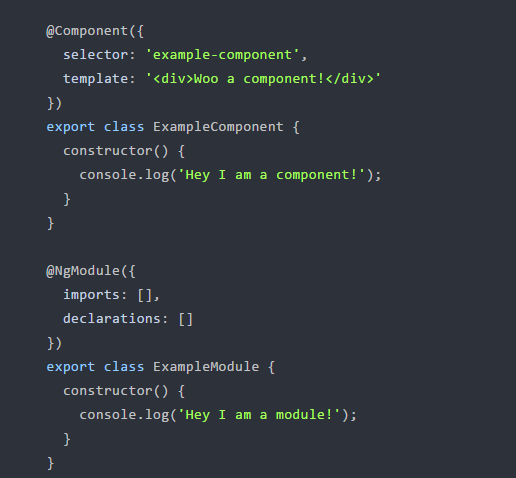 @Component({
  selector: 'example-component',
  template: '<div>Woo a component!</div>'
})
export class ExampleComponent {
  constructor() {
    console.log('Hey I am a component!');
  }
}

@NgModule({
  imports: [],
  declarations: []
})
export class ExampleModule {
  constructor() {
    console.log('Hey I am a module!');
  }
}